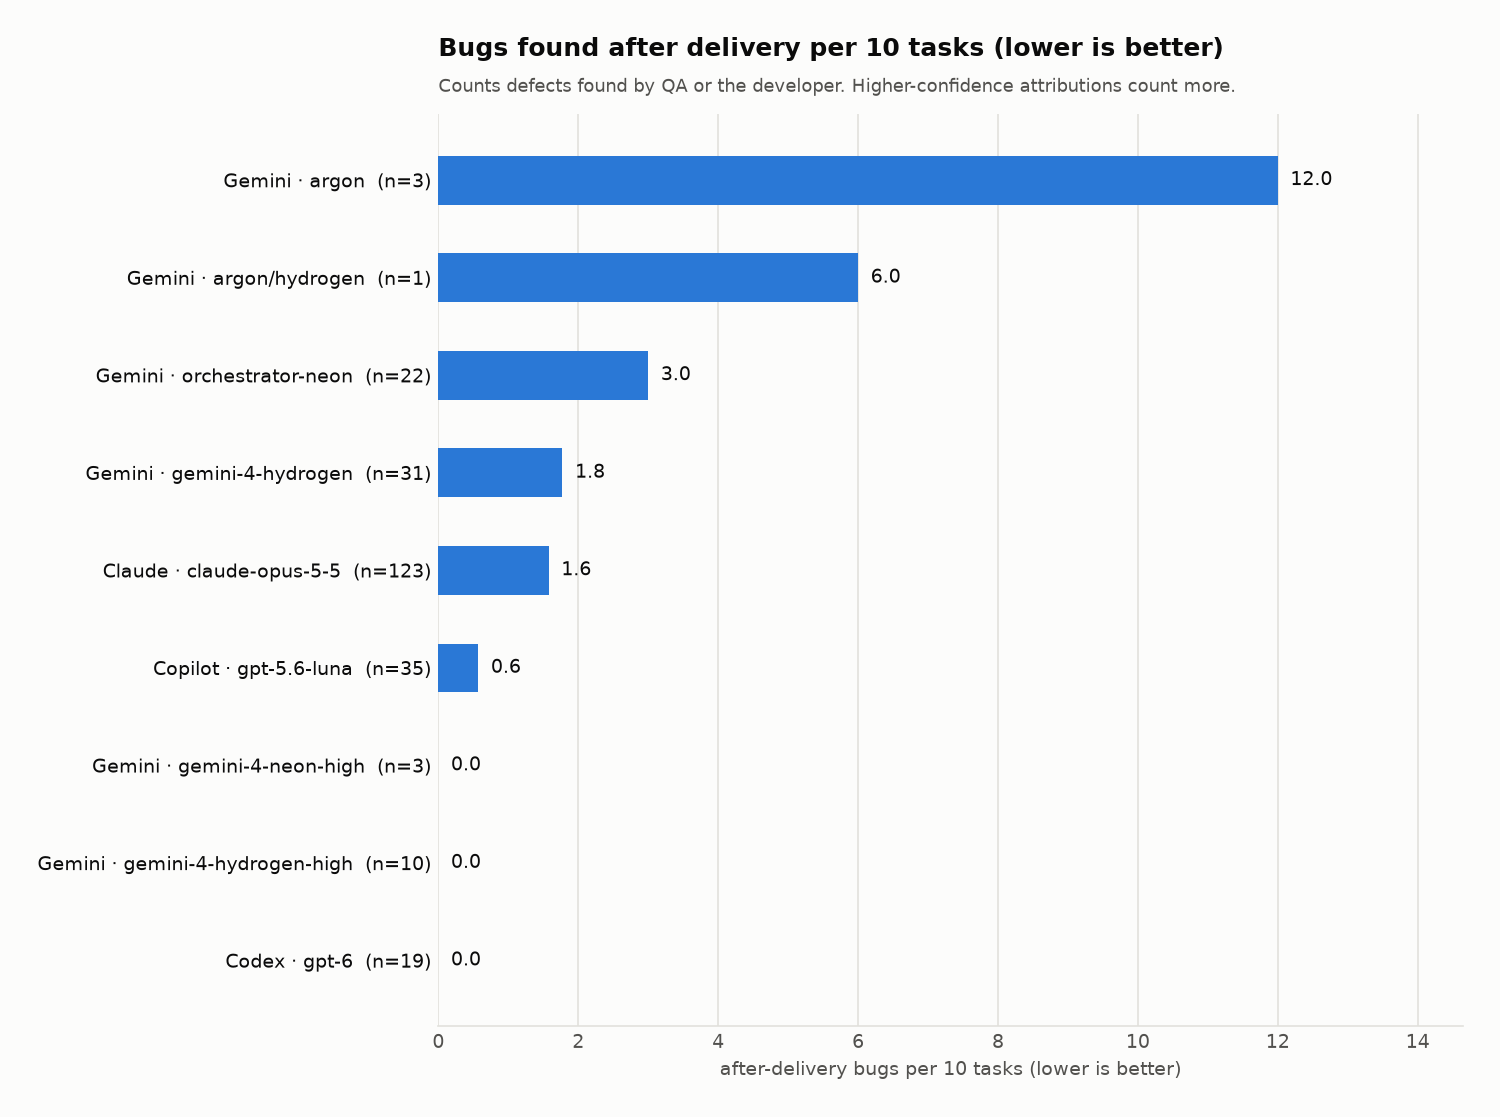 Bugs found after delivery per 10 tasks (lower is better)
Counts defects found by QA or the developer. Higher-confidence attributions count more.
Gemini · argon (n=3) 12.0
Gemini · argon/hydrogen (n=1) 6.0
Gemini · orchestrator-neon (n=22) 3.0
Gemini · gemini-4-hydrogen (n=31) 1.8
Claude · claude-opus-5-5 (n=123) 1.6
Copilot · gpt-5.6-luna (n=35) 0.6
Gemini · gemini-4-neon-high (n=3) 0.0
Gemini · gemini-4-hydrogen-high (n=10) 0.0
Codex · gpt-6 (n=19) 0.0
0 2 4 6 8 10 12 14
after-delivery bugs per 10 tasks (lower is better)